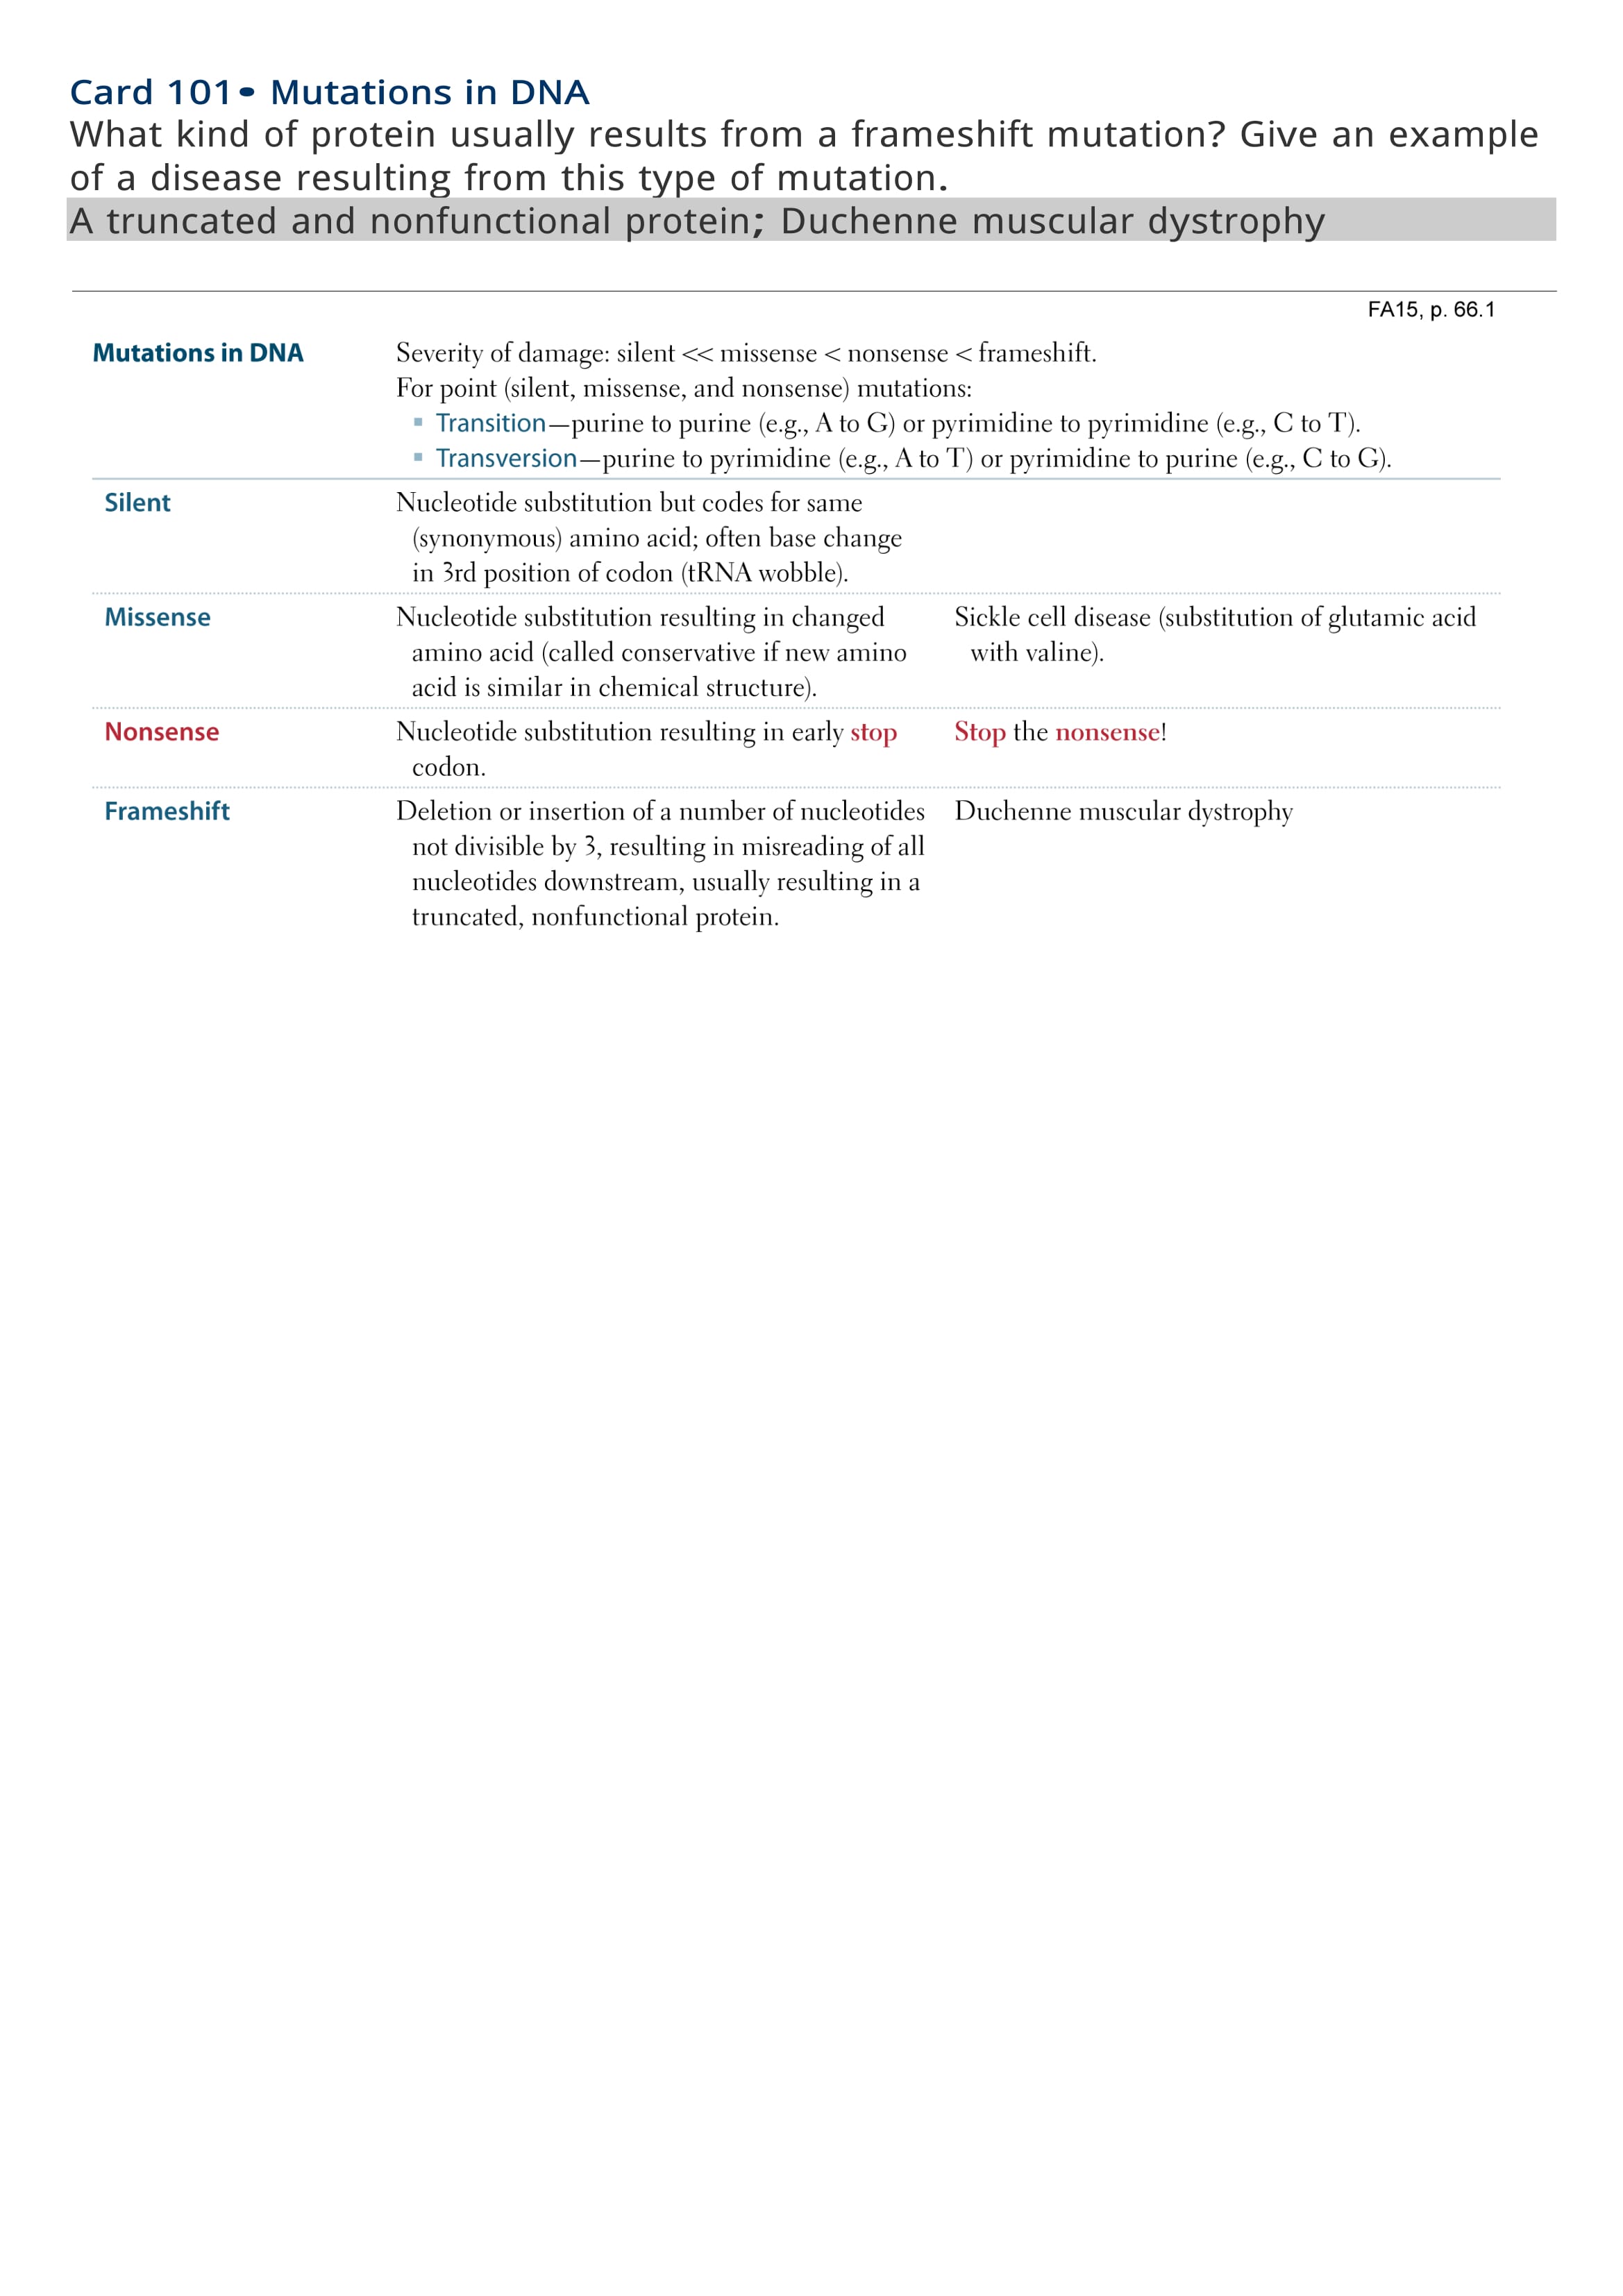 Card 101• Mutations in DNA
What kind of protein usually results from a frameshift mutation? Give an example
of a disease resulting from this type of mutation.
A truncated and nonfunctional protein; Duchenne muscular dystrophy
FA15, p. 66.1
Mutations in DNA
Severity of damage: silent << missense < nonsense < frameshift.
For point (silent, missense, and nonsense) mutations:
▪ Transition—purine to purine (e.g., A to G) or pyrimidine to pyrimidine (e.g., C to T).
▪ Transversion—purine to pyrimidine (e.g., A to T) or pyrimidine to purine (e.g., C to G).
Silent
Nucleotide substitution but codes for same
(synonymous) amino acid; often base change
in 3rd position of codon (tRNA wobble).
Missense
Nucleotide substitution resulting in changed
amino acid (called conservative if new amino
acid is similar in chemical structure).
Sickle cell disease (substitution of glutamic acid
with valine).
Nonsense
Nucleotide substitution resulting in early stop
codon.
Stop the nonsense!
Frameshift
Deletion or insertion of a number of nucleotides
not divisible by 3, resulting in misreading of all
nucleotides downstream, usually resulting in a
truncated, nonfunctional protein.
Duchenne muscular dystrophy